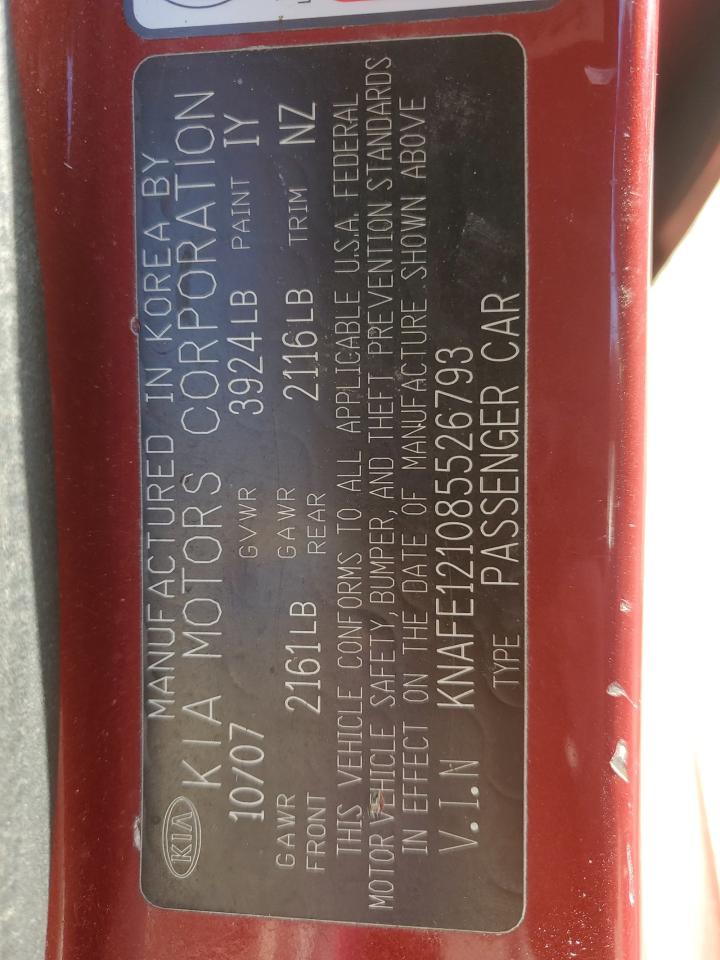 MANUFACTURED IN KOREA BY
KIA KIA MOTORS CORPORATION
10/07 GVWR 3924LB PAINT IY
GAWR FRONT 2161LB GAWR REAR 2116LB TRIM NZ
THIS VEHICLE CONFORMS TO ALL APPLICABLE U.S.A. FEDERAL
MOTOR VEHICLE SAFETY, BUMPER, AND THEFT PREVENTION STANDARDS
IN EFFECT ON THE DATE OF MANUFACTURE SHOWN ABOVE
V.I.N KNAFE121085526793
TYPE PASSENGER CAR